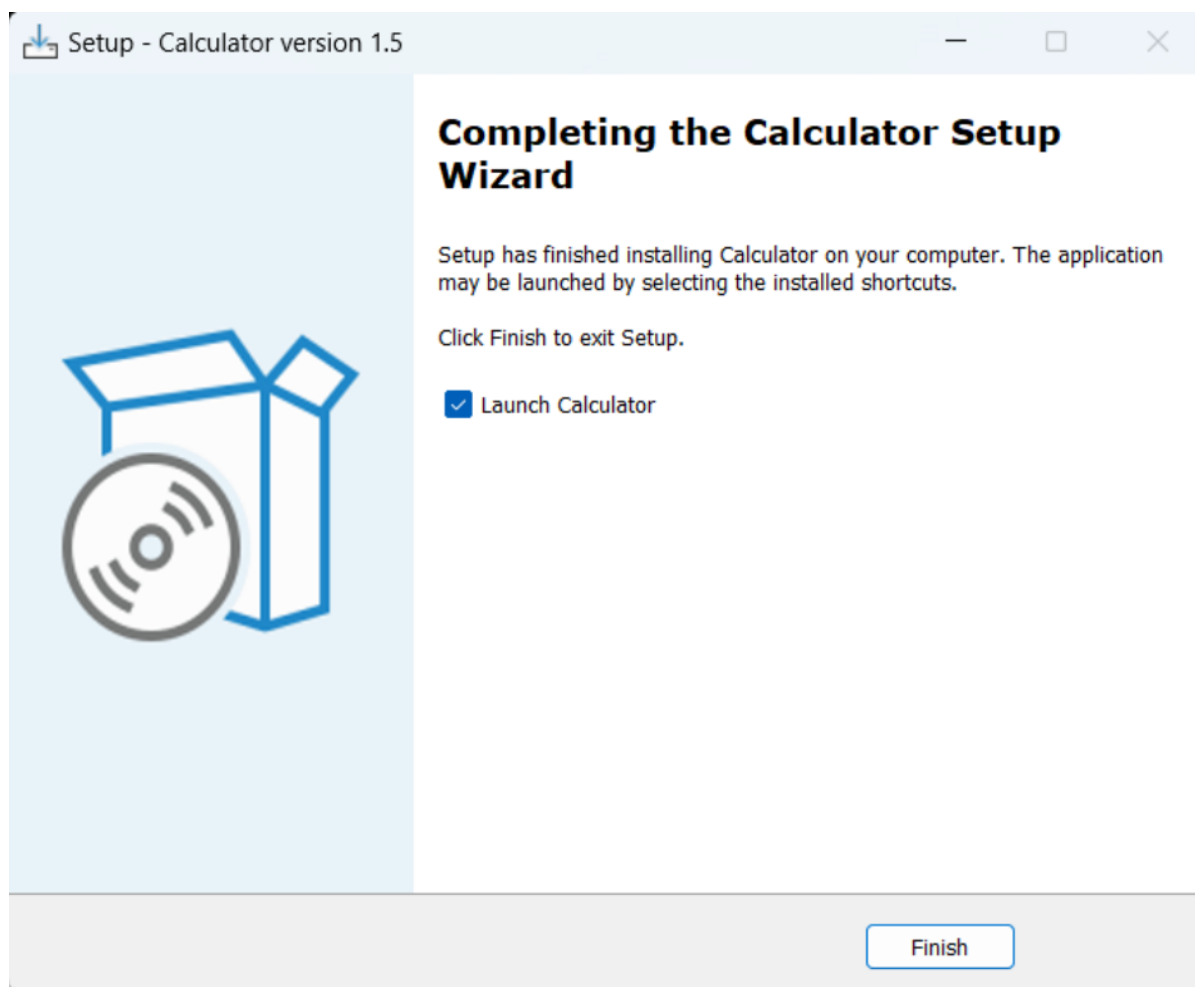 Setup - Calculator version 1.5
Completing the Calculator Setup
Wizard
Setup has finished installing Calculator on your computer. The application
may be launched by selecting the installed shortcuts.
Click Finish to exit Setup.
Launch Calculator
Finish